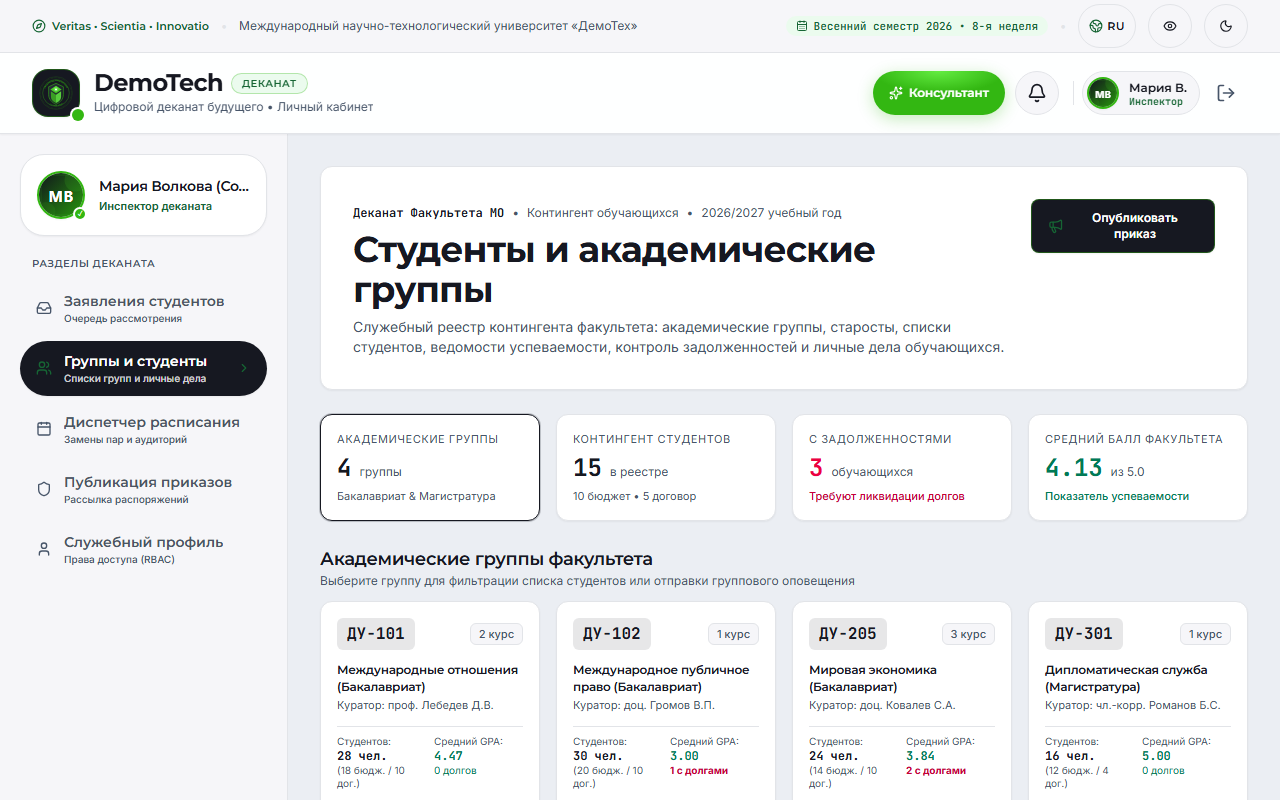 Veritas • Scientia • Innovatio
Международный научно-технологический университет «ДемоТех»
Весенний семестр 2026 • 8-я неделя
RU
DemoTech
ДЕКАНАТ
Цифровой деканат будущего • Личный кабинет
Консультант
МВ
Мария В.
Инспектор
МВ
Мария Волкова (Со...
Инспектор деканата
РАЗДЕЛЫ ДЕКАНАТА
Заявления студентов
Очередь рассмотрения
Группы и студенты
Списки групп и личные дела
Диспетчер расписания
Замены пар и аудиторий
Публикация приказов
Рассылка распоряжений
Служебный профиль
Права доступа (RBAC)
Деканат Факультета МО • Контингент обучающихся • 2026/2027 учебный год
Студенты и академические
группы
Служебный реестр контингента факультета: академические группы, старосты, списки
студентов, ведомости успеваемости, контроль задолженностей и личные дела обучающихся.
Опубликовать
приказ
АКАДЕМИЧЕСКИЕ ГРУППЫ
4 группы
Бакалавриат & Магистратура
КОНТИНГЕНТ СТУДЕНТОВ
15 в реестре
10 бюджет • 5 договор
С ЗАДОЛЖЕННОСТЯМИ
3 обучающихся
Требуют ликвидации долгов
СРЕДНИЙ БАЛЛ ФАКУЛЬТЕТА
4.13 из 5.0
Показатель успеваемости
Академические группы факультета
Выберите группу для фильтрации списка студентов или отправки группового оповещения
ДУ-101
2 курс
Международные отношения
(Бакалавриат)
Куратор: проф. Лебедев Д.В.
Студенты:
28 чел.
(18 бюдж. / 10
дог.)
Средний GPA:
4.47
0 долгов
ДУ-102
1 курс
Международное публичное
право (Бакалавриат)
Куратор: доц. Громов В.П.
Студенты:
30 чел.
(20 бюдж. / 10
дог.)
Средний GPA:
3.00
1 с долгами
ДУ-205
3 курс
Мировая экономика
(Бакалавриат)
Куратор: доц. Ковалев С.А.
Студенты:
24 чел.
(14 бюдж. / 10
дог.)
Средний GPA:
3.84
2 с долгами
ДУ-301
1 курс
Дипломатическая служба
(Магистратура)
Куратор: чл.-корр. Романов Б.С.
Студенты:
16 чел.
(12 бюдж. / 4
дог.)
Средний GPA:
5.00
0 долгов